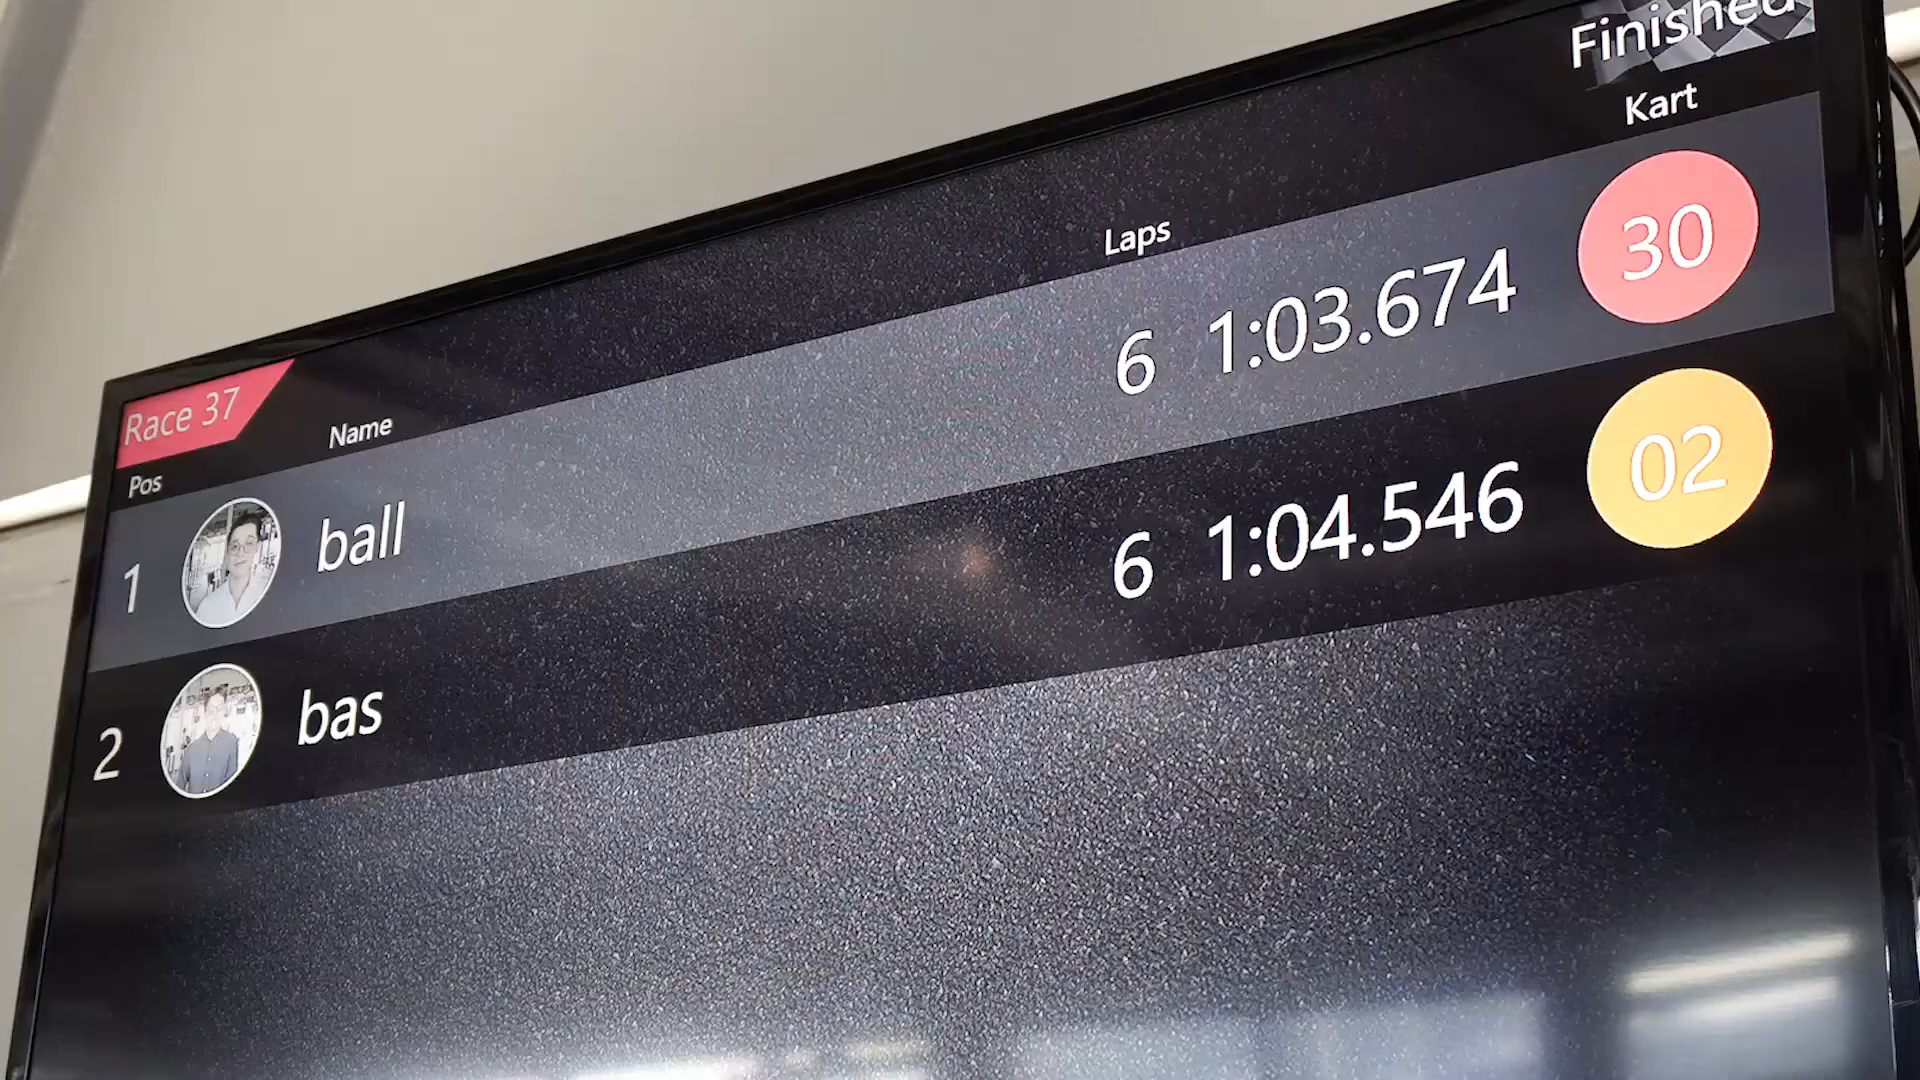 Finished
Race 37
Pos Name Laps Kart
1 ball 6 1:03.674 30
2 bas 6 1:04.546 02